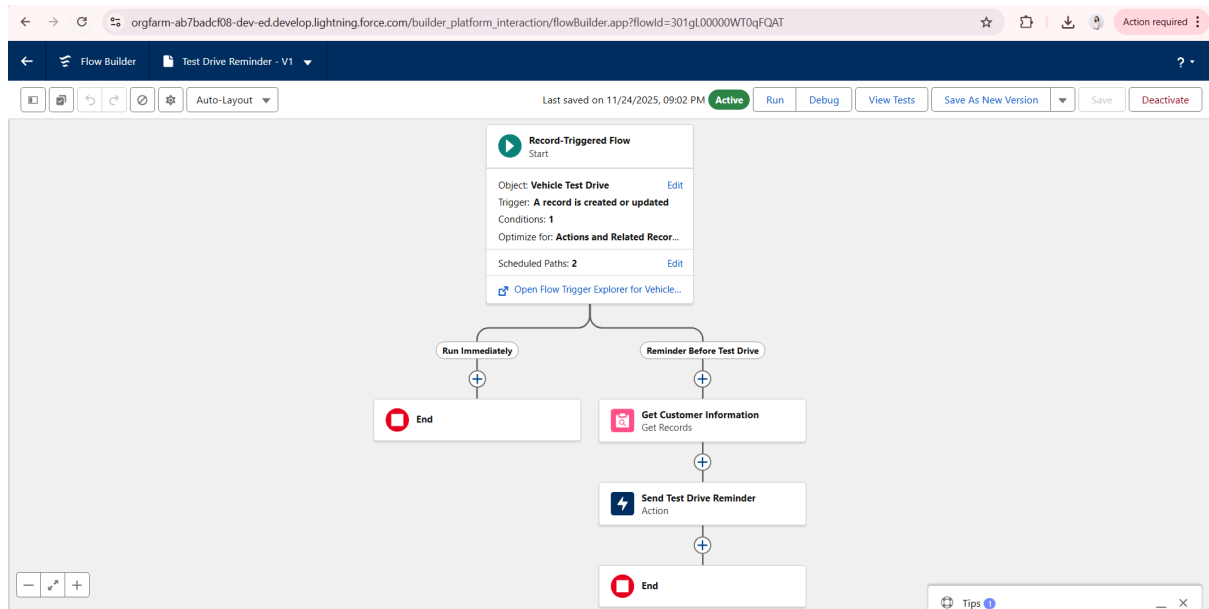 orgfarm-ab7badcf08-dev-ed.develop.lightning.force.com/builder_platform_interaction/flowBuilder.app?flowId=301gL00000WT0qFQAT
Action required
Flow Builder
Test Drive Reminder - V1
?
Auto-Layout
Last saved on 11/24/2025, 09:02 PM
Active
Run
Debug
View Tests
Save As New Version
Save
Deactivate
Record-Triggered Flow
Start
Object: Vehicle Test Drive Edit
Trigger: A record is created or updated
Conditions: 1
Optimize for: Actions and Related Recor...
Scheduled Paths: 2 Edit
Open Flow Trigger Explorer for Vehicle...
Run Immediately
Reminder Before Test Drive
End
Get Customer Information
Get Records
Send Test Drive Reminder
Action
End
Tips 1